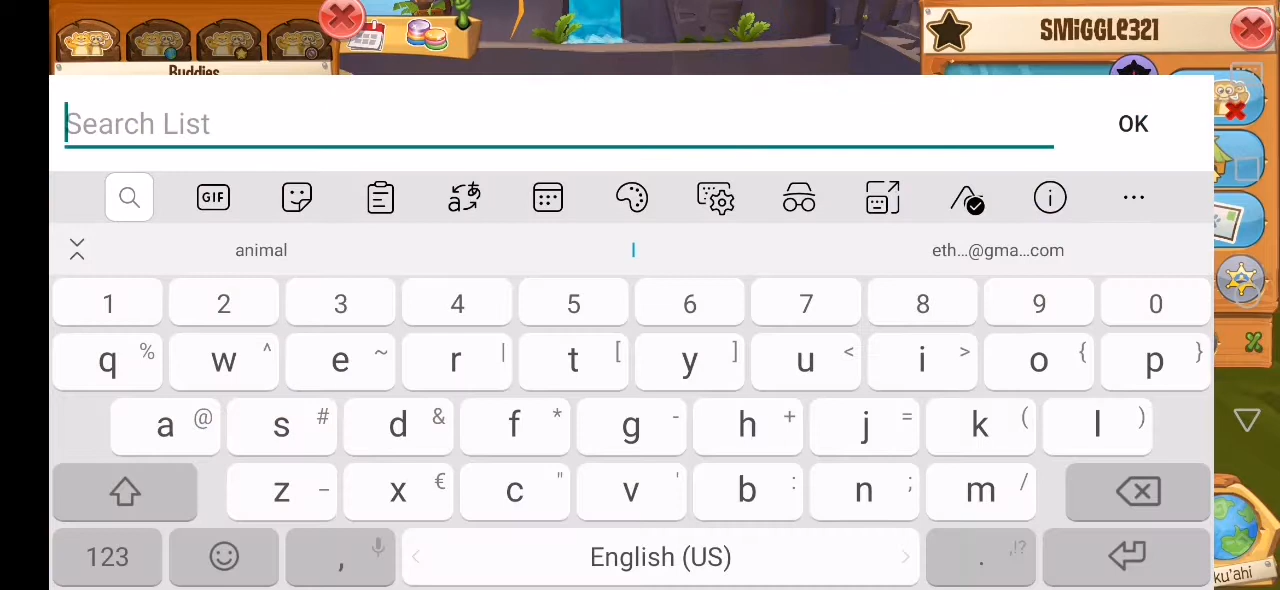 SMIGGLE321
Buddies
Search List
OK
GIF
animal
I
eth...@gma...com
1 2 3 4 5 6 7 8 9 0
q % w ^ e ~ r | t [ y ] u < i > o { p }
a @ s # d & f * g - h + j = k ( l )
z _ x € c " v ' b : n ; m /
123 , English (US) . ,!?
ku'ahi